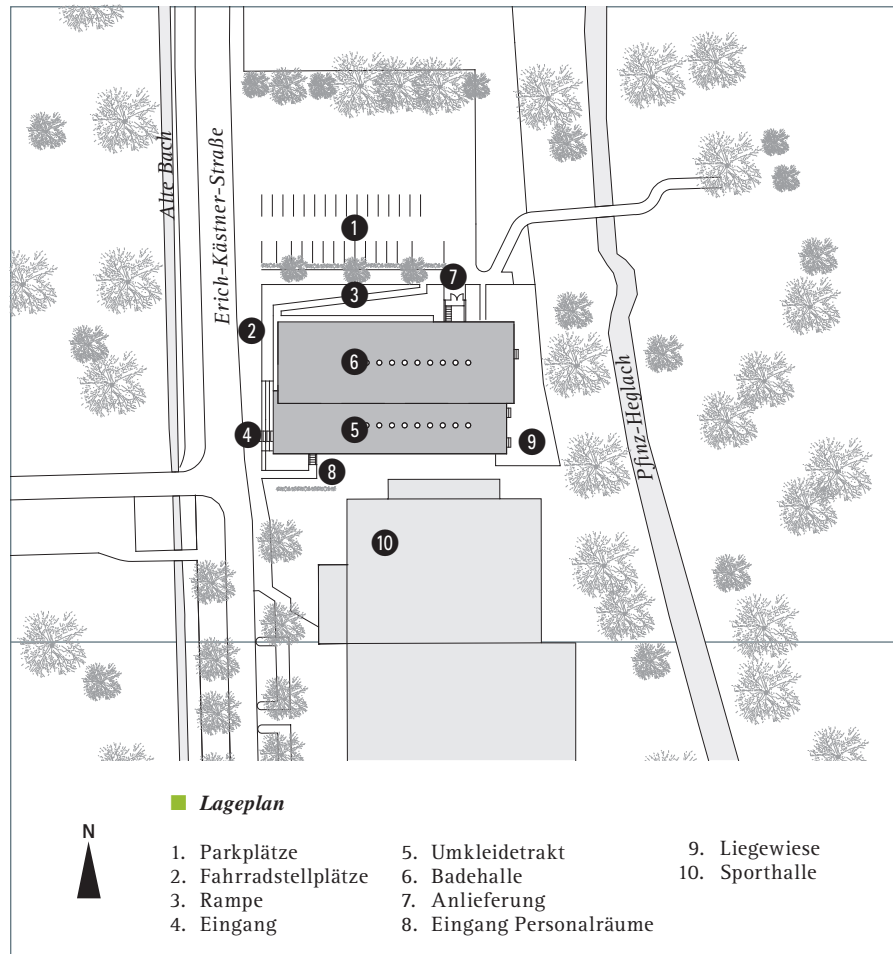 Alte Bach
Erich-Kästner-Straße
Pfinz-Heglach
1
7
3
2
6
5
4
9
8
10
Lageplan
N
1. Parkplätze
2. Fahrradstellplätze
3. Rampe
4. Eingang
5. Umkleidetrakt
6. Badehalle
7. Anlieferung
8. Eingang Personalräume
9. Liegewiese
10. Sporthalle